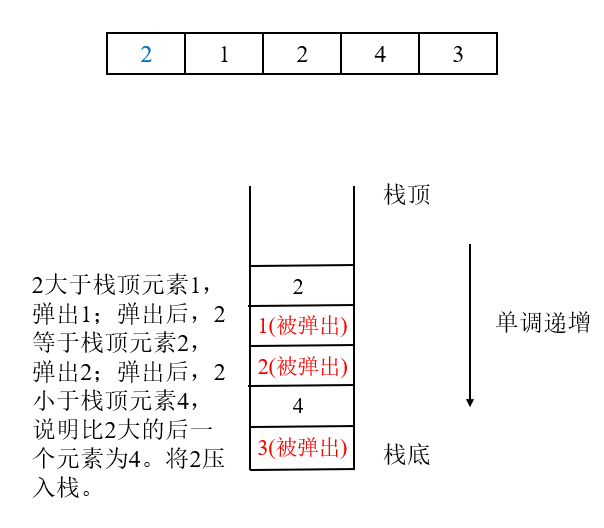 2 1 2 4 3
栈顶
2大于栈顶元素1，
弹出1；弹出后，2
等于栈顶元素2，
弹出2；弹出后，2
小于栈顶元素4，
说明比2大的后一
个元素为4。将2压
入栈。
2
1(被弹出)
2(被弹出)
4
3(被弹出)
单调递增
栈底